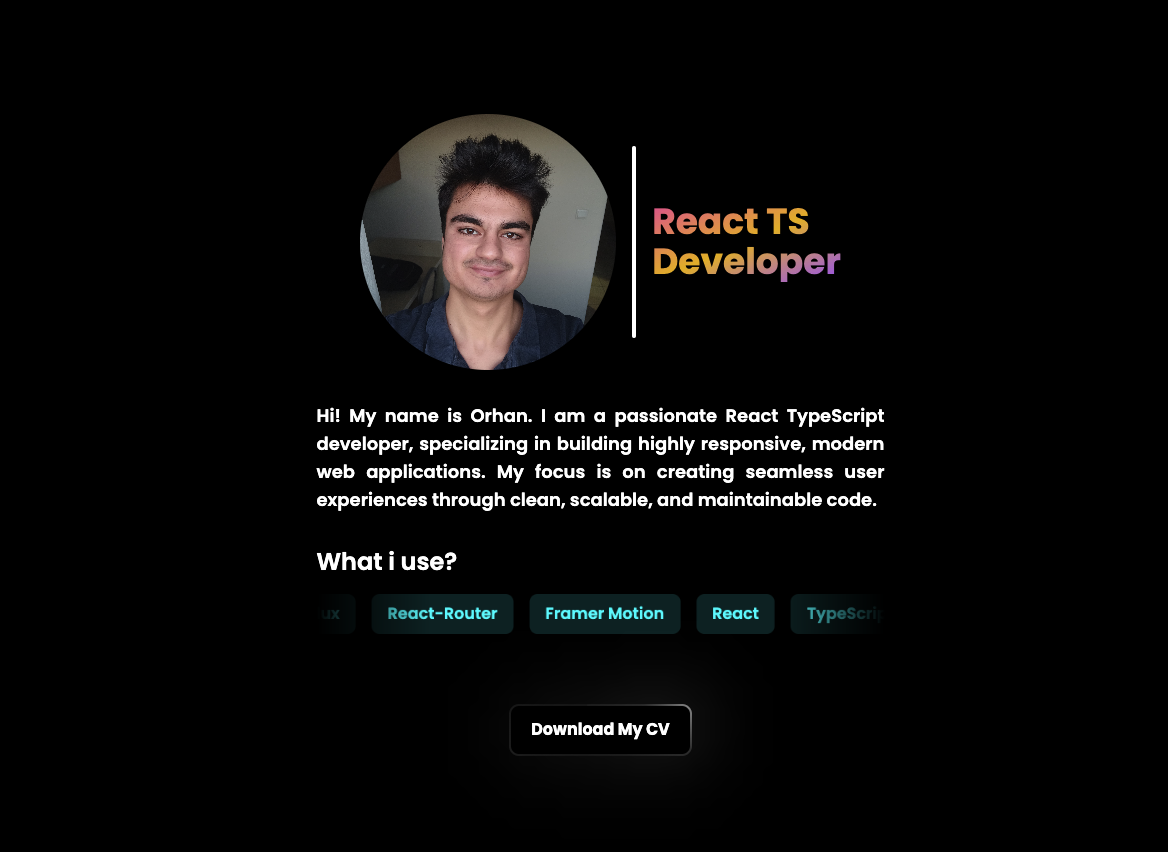 React TS
Developer
Hi! My name is Orhan. I am a passionate React TypeScript
developer, specializing in building highly responsive, modern
web applications. My focus is on creating seamless user
experiences through clean, scalable, and maintainable code.
What i use?
ux React-Router Framer Motion React TypeScrip
Download My CV